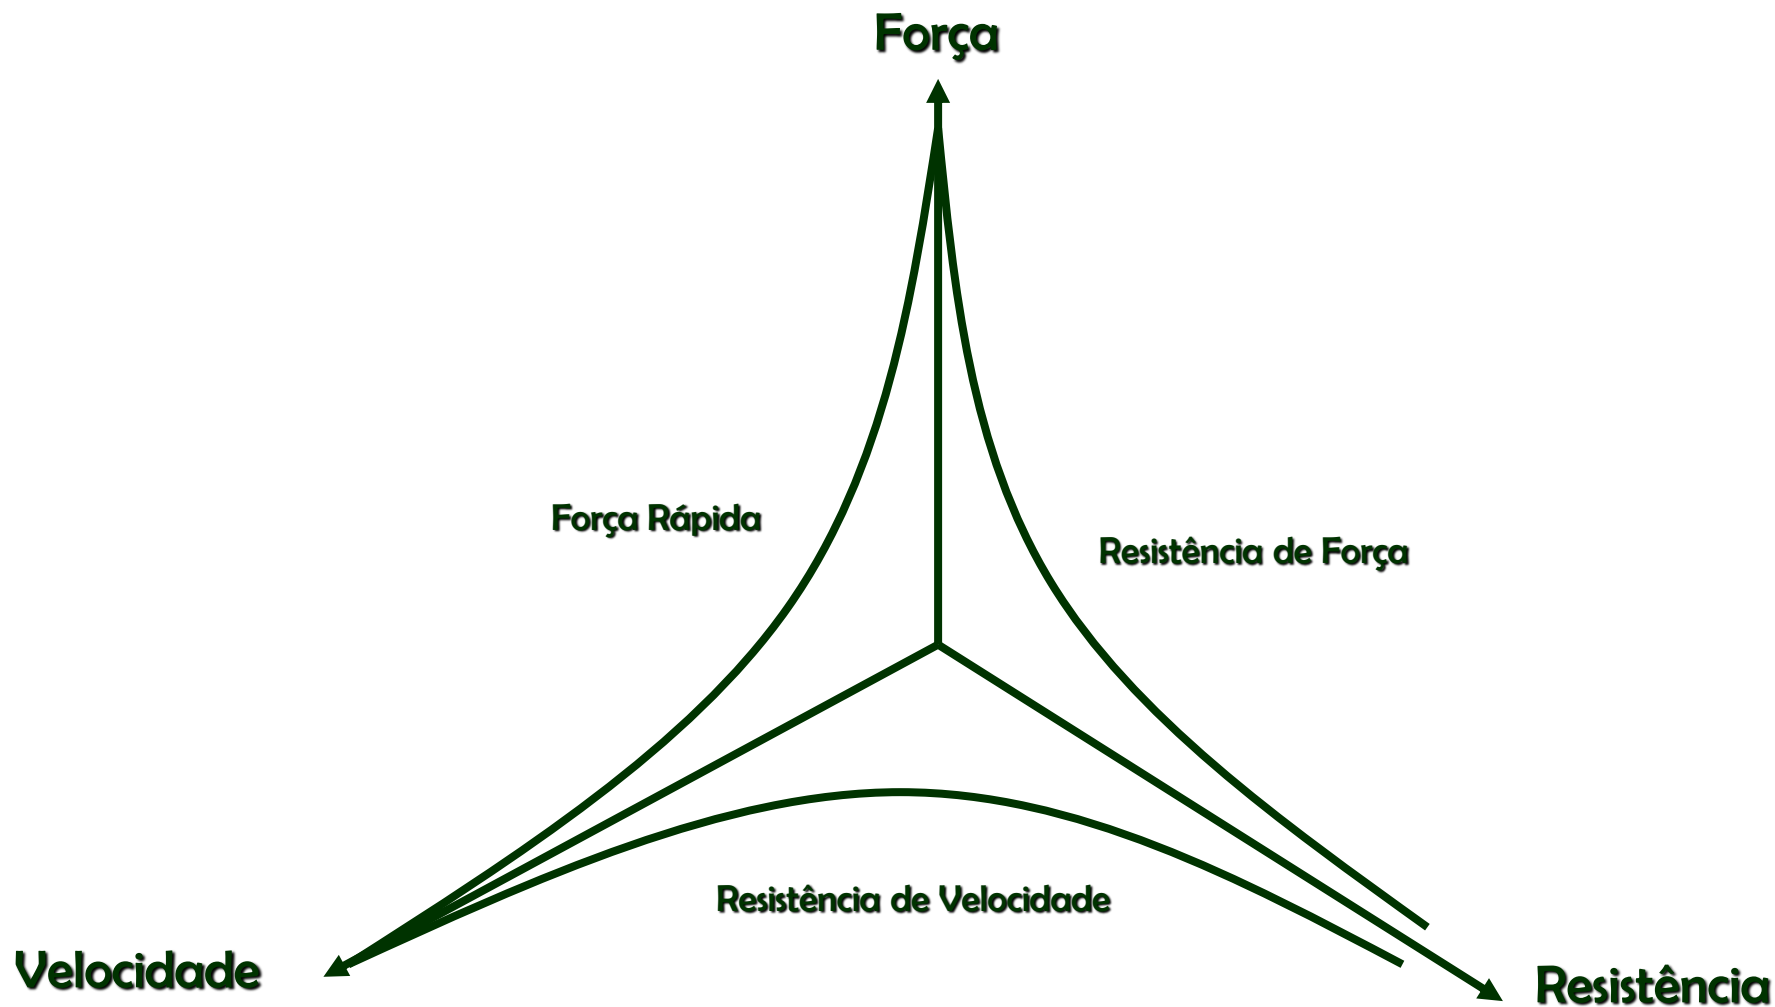 Força
Força Rápida
Resistência de Força
Resistência de Velocidade
Velocidade
Resistência